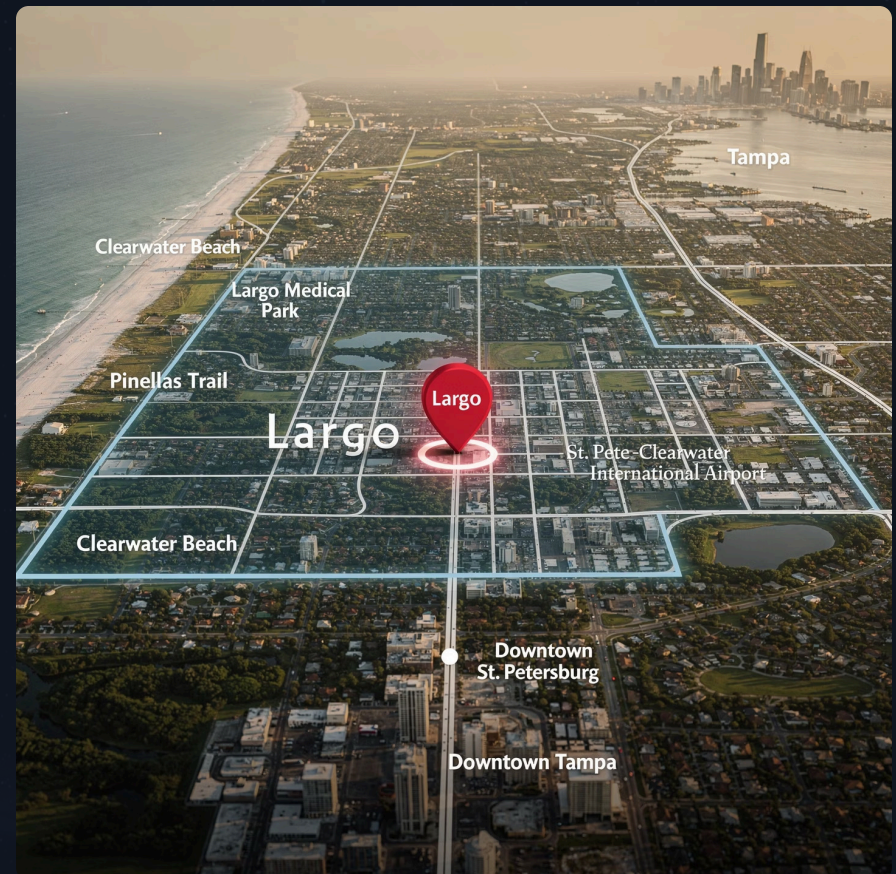 Tampa
Clearwater Beach
Largo Medical
Park
Pinellas Trail
Largo
Largo
St. Pete-Clearwater
International Airport
Clearwater Beach
Downtown
St. Petersburg
Downtown Tampa